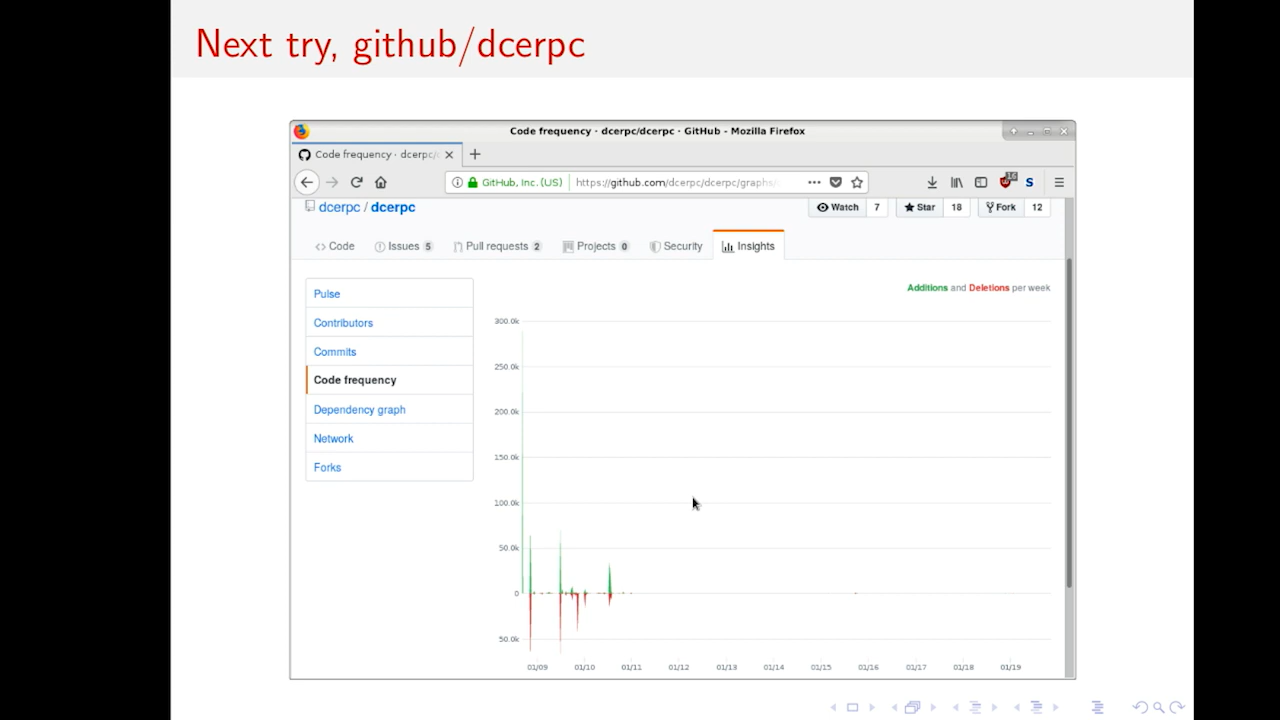 Next try, github/dcerpc
Code frequency · dcerpc/dcerpc · GitHub - Mozilla Firefox
Code frequency · dcerpc/
GitHub, Inc. (US) https://github.com/dcerpc/dcerpc/graphs/
16
dcerpc / dcerpc
Watch 7 Star 18 Fork 12
Code Issues 5 Pull requests 2 Projects 0 Security Insights
Pulse
Contributors
Commits
Code frequency
Dependency graph
Network
Forks
Additions and Deletions per week
300.0k
250.0k
200.0k
150.0k
100.0k
50.0k
0
50.0k
01/09 01/10 01/11 01/12 01/13 01/14 01/15 01/16 01/17 01/18 01/19